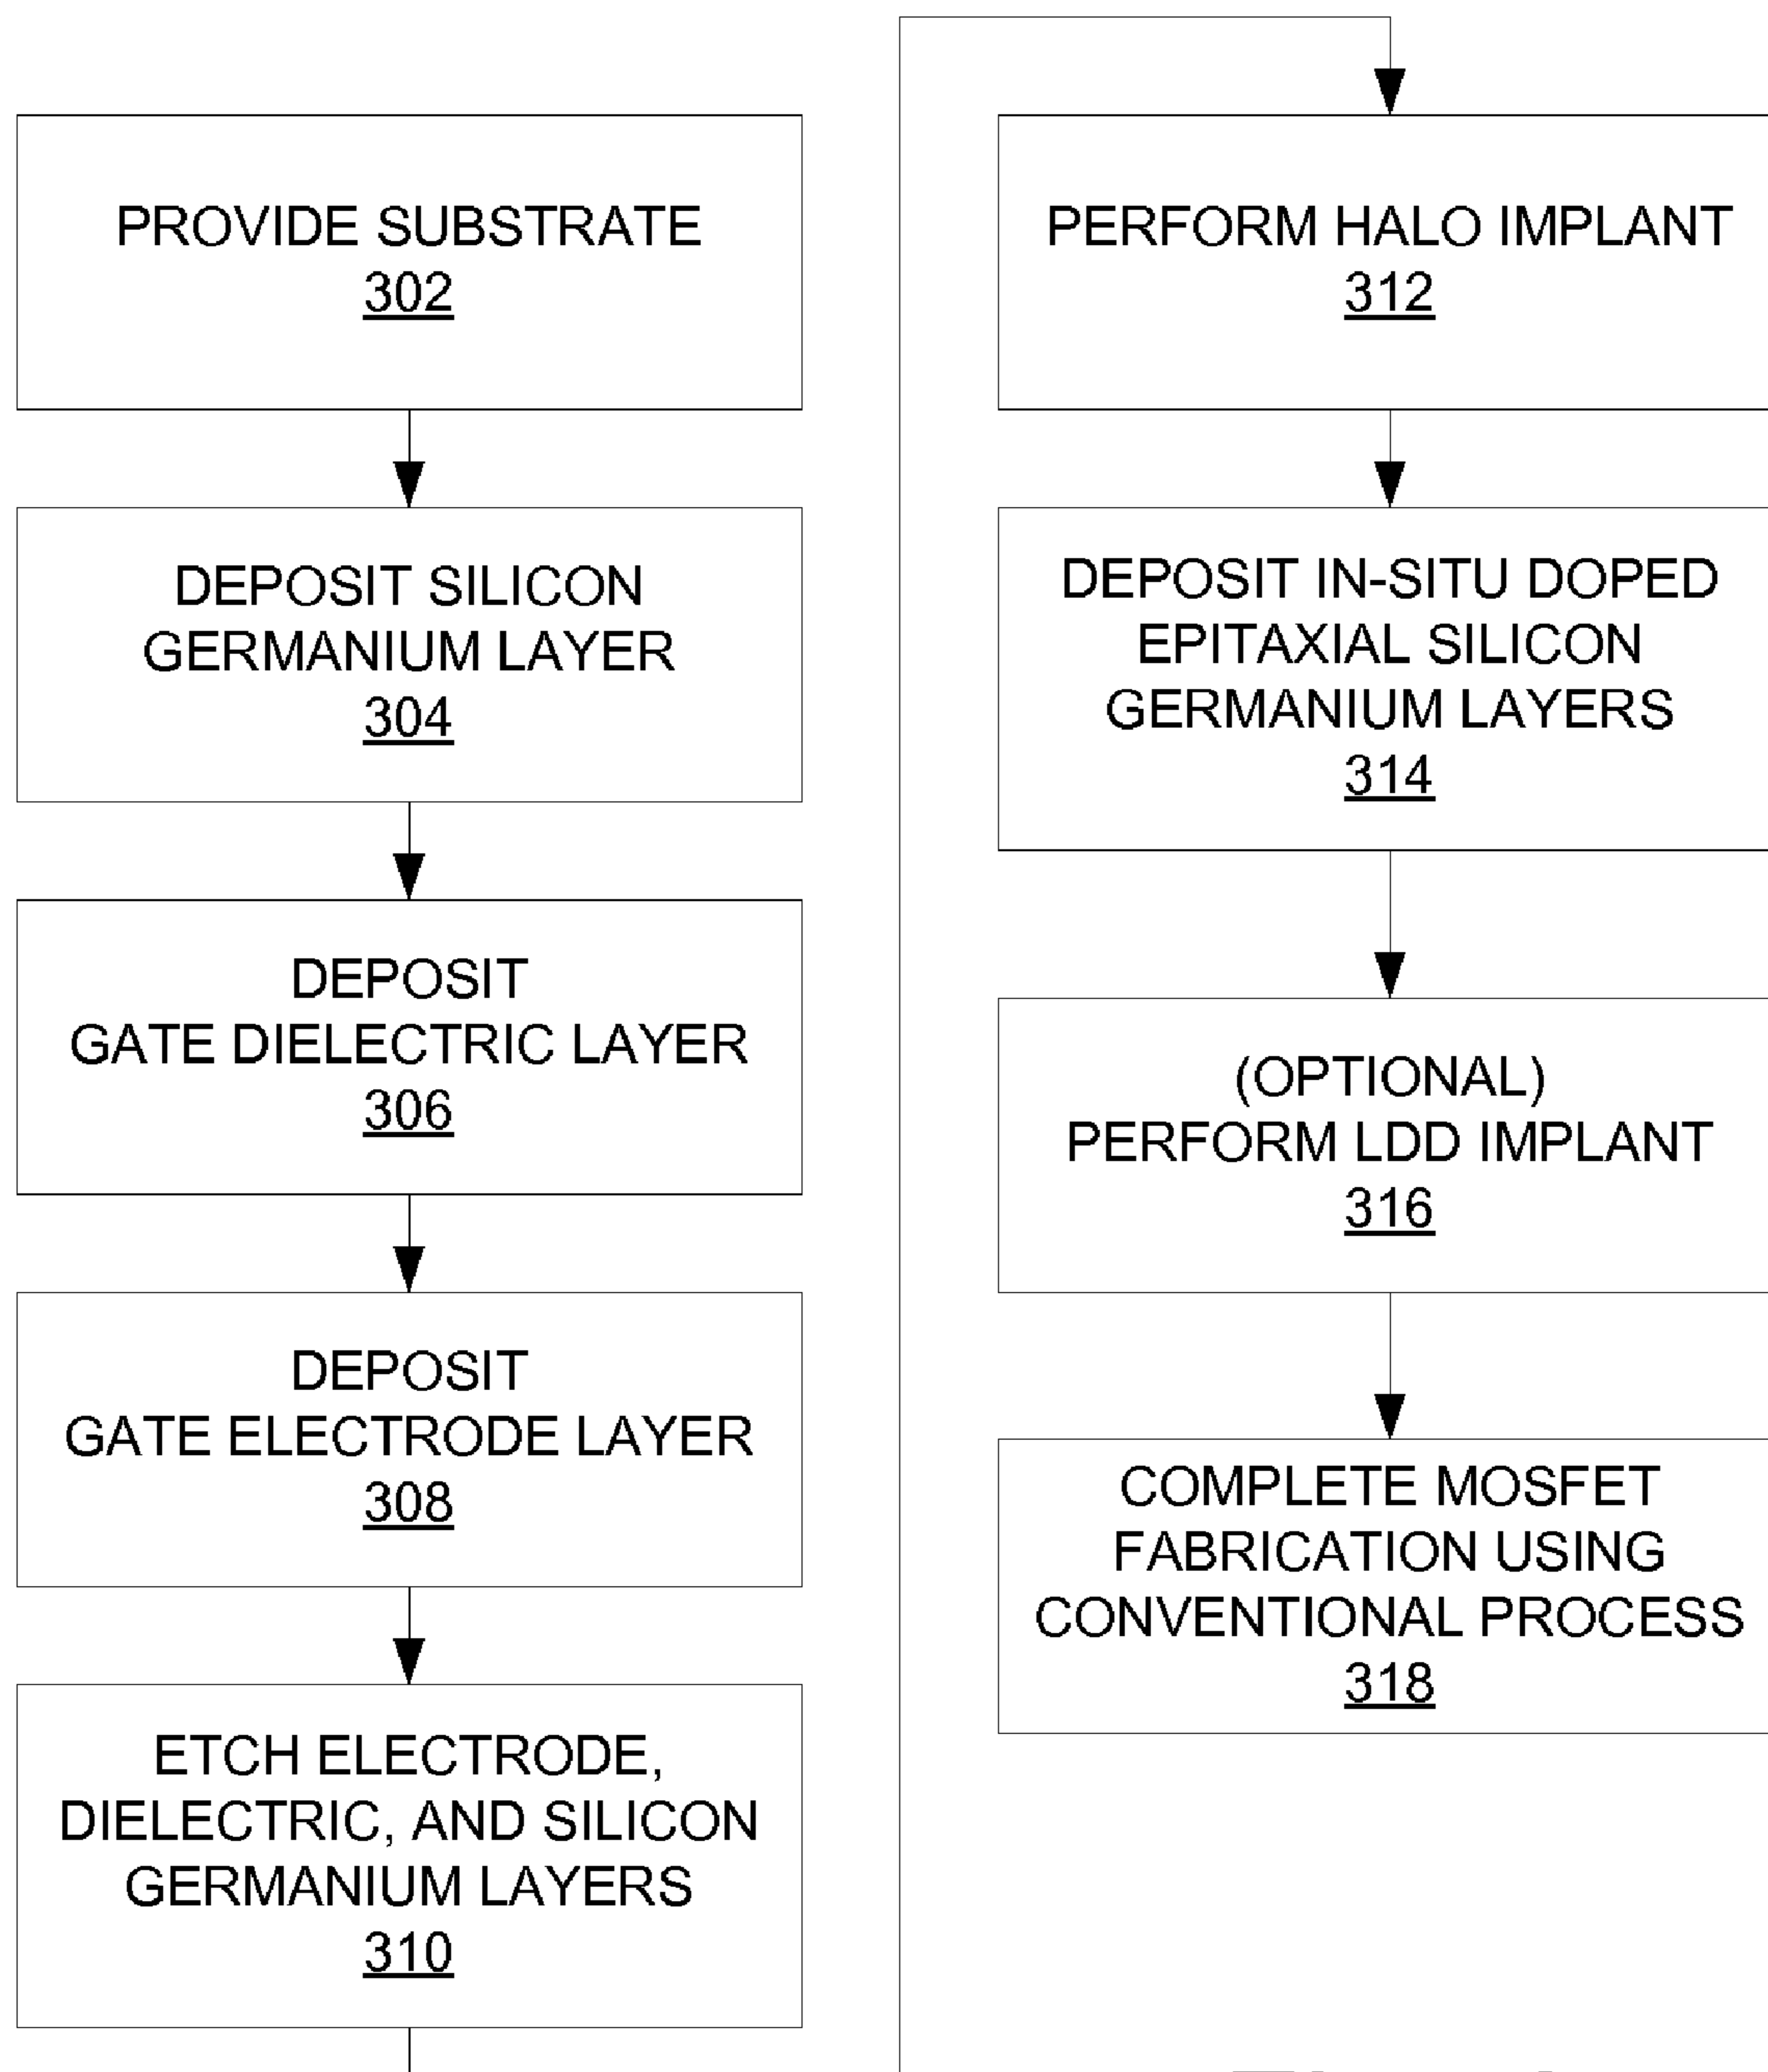 PROVIDE SUBSTRATE
302
DEPOSIT SILICON
GERMANIUM LAYER
304
DEPOSIT
GATE DIELECTRIC LAYER
306
DEPOSIT
GATE ELECTRODE LAYER
308
ETCH ELECTRODE,
DIELECTRIC, AND SILICON
GERMANIUM LAYERS
310
PERFORM HALO IMPLANT
312
DEPOSIT IN-SITU DOPED
EPITAXIAL SILICON
GERMANIUM LAYERS
314
(OPTIONAL)
PERFORM LDD IMPLANT
316
COMPLETE MOSFET
FABRICATION USING
CONVENTIONAL PROCESS
318